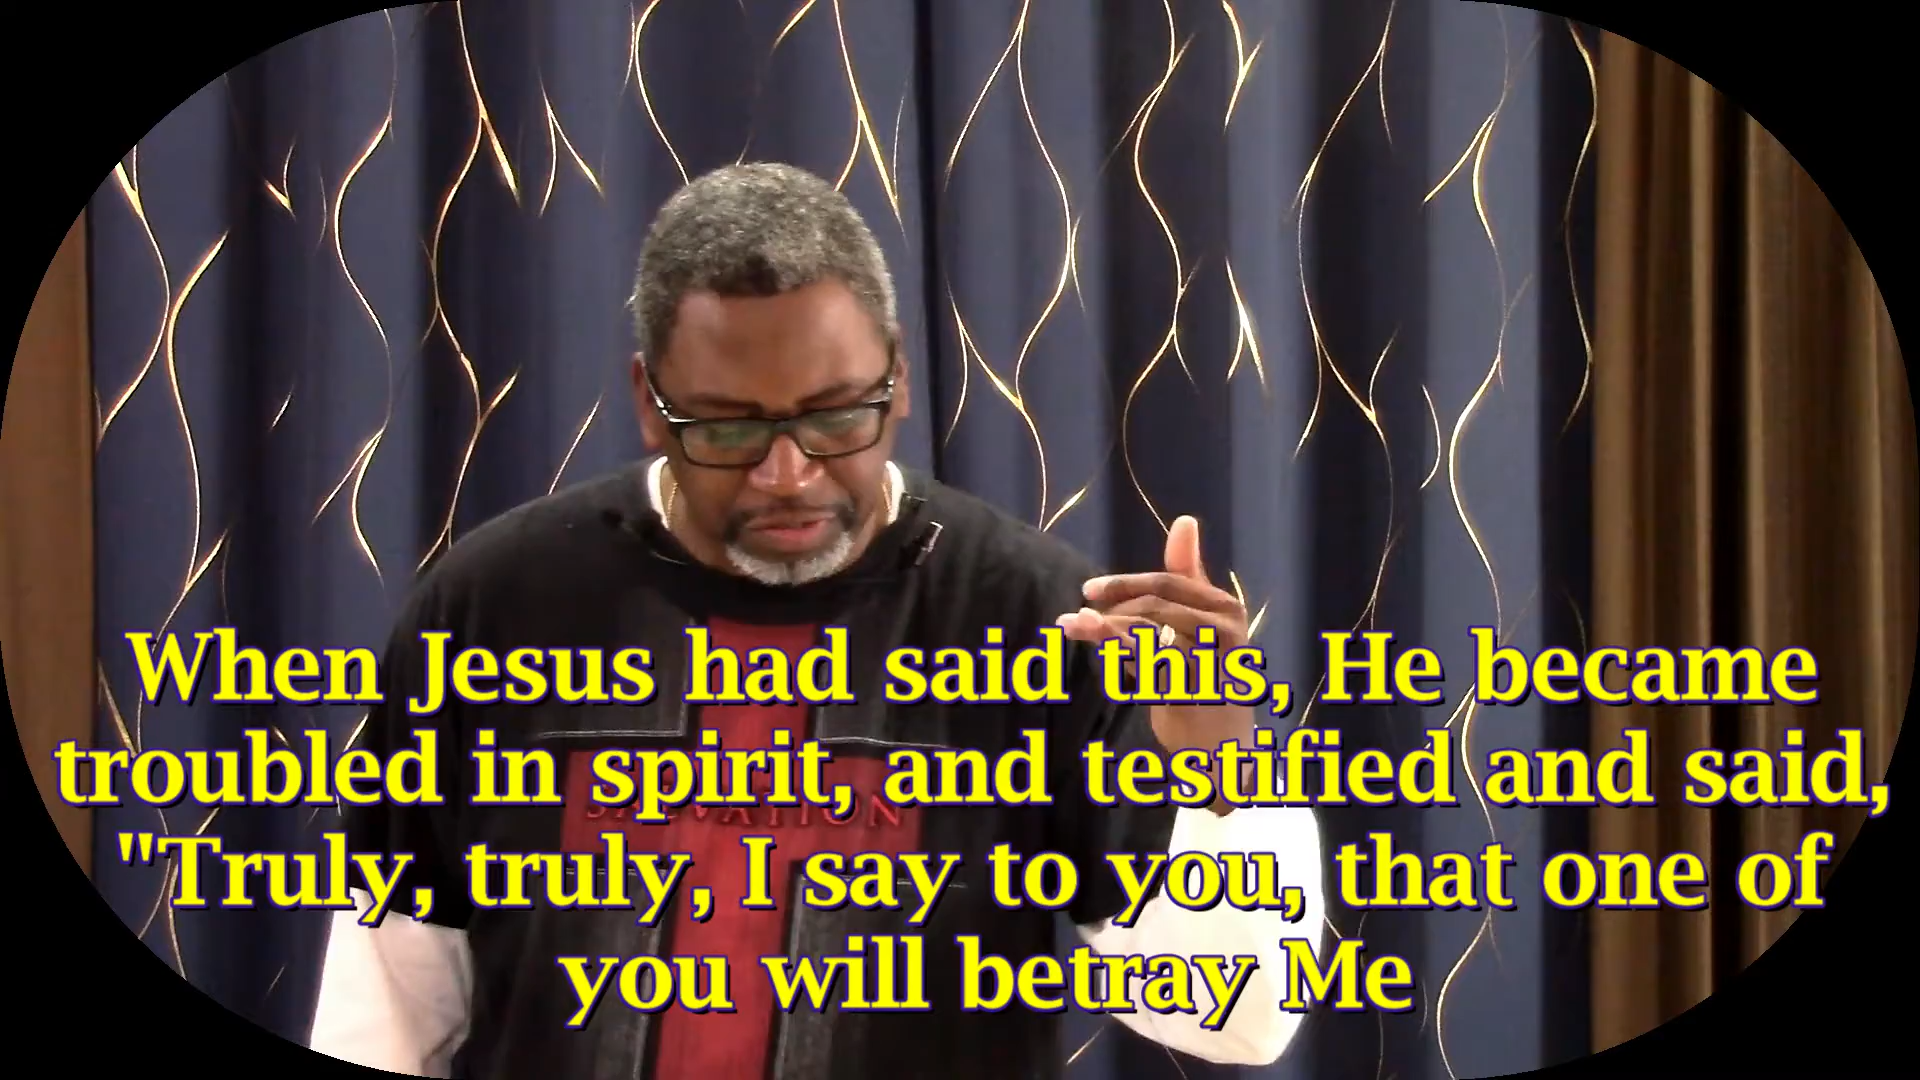 When Jesus had said this, He became
troubled in spirit, and testified and said,
"Truly, truly, I say to you, that one of
you will betray Me
SALVATION